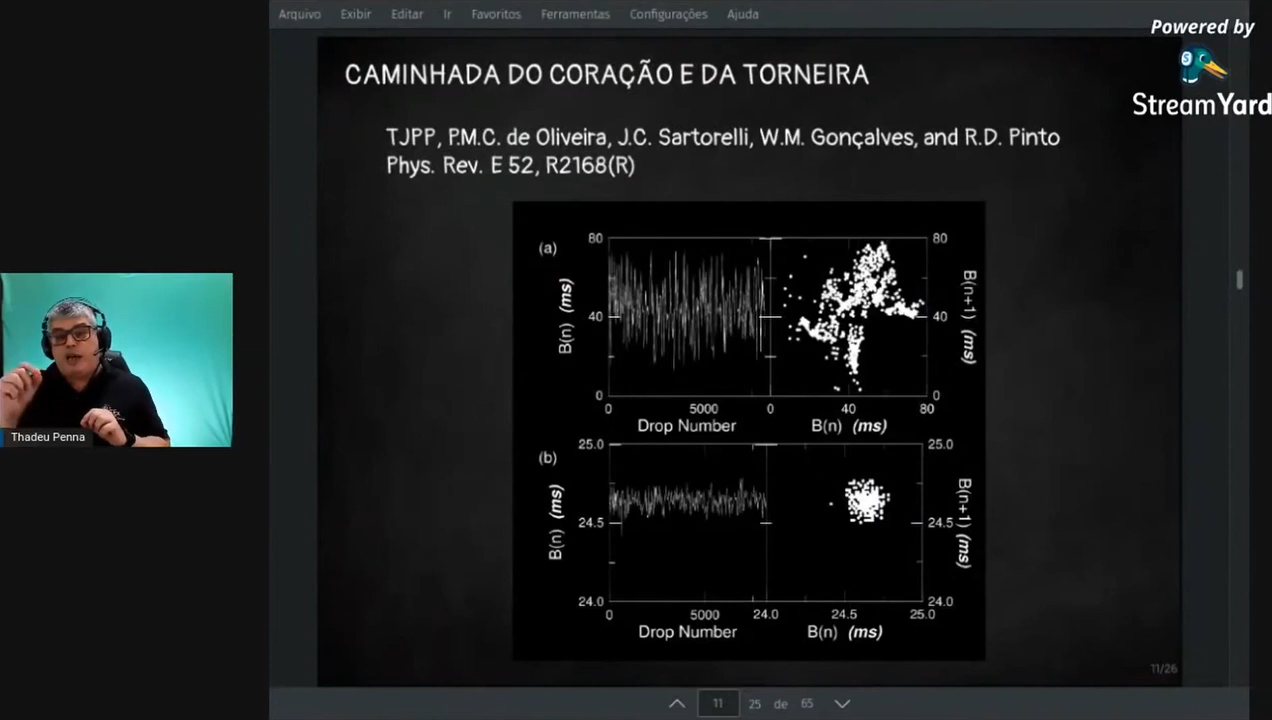 Arquivo Exibir Editar Ir Favoritos Ferramentas Configurações Ajuda
Powered by
StreamYard
CAMINHADA DO CORAÇÃO E DA TORNEIRA
TJPP, P.M.C. de Oliveira, J.C. Sartorelli, W.M. Gonçalves, and R.D. Pinto
Phys. Rev. E 52, R2168(R)
(a)
80
40
0
B(n) (ms)
0 5000 0 40 80
Drop Number B(n) (ms)
80
40
0
B(n+1) (ms)
(b)
25.0
24.5
24.0
B(n) (ms)
0 5000 24.0 24.5 25.0
Drop Number B(n) (ms)
25.0
24.5
24.0
B(n+1) (ms)
Thadeu Penna
11/26
11 25 de 65